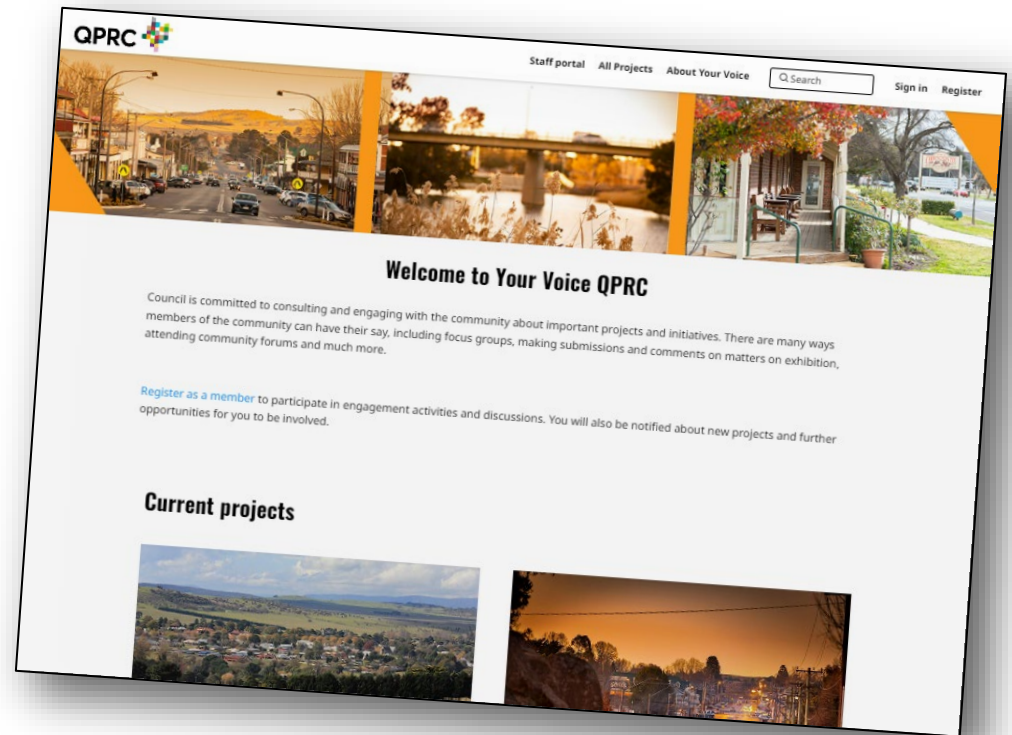 QPRC
Staff portal All Projects About Your Voice Search Sign in Register
Welcome to Your Voice QPRC
Council is committed to consulting and engaging with the community about important projects and initiatives. There are many ways
members of the community can have their say, including focus groups, making submissions and comments on matters on exhibition,
attending community forums and much more.
Register as a member to participate in engagement activities and discussions. You will also be notified about new projects and further
opportunities for you to be involved.
Current projects